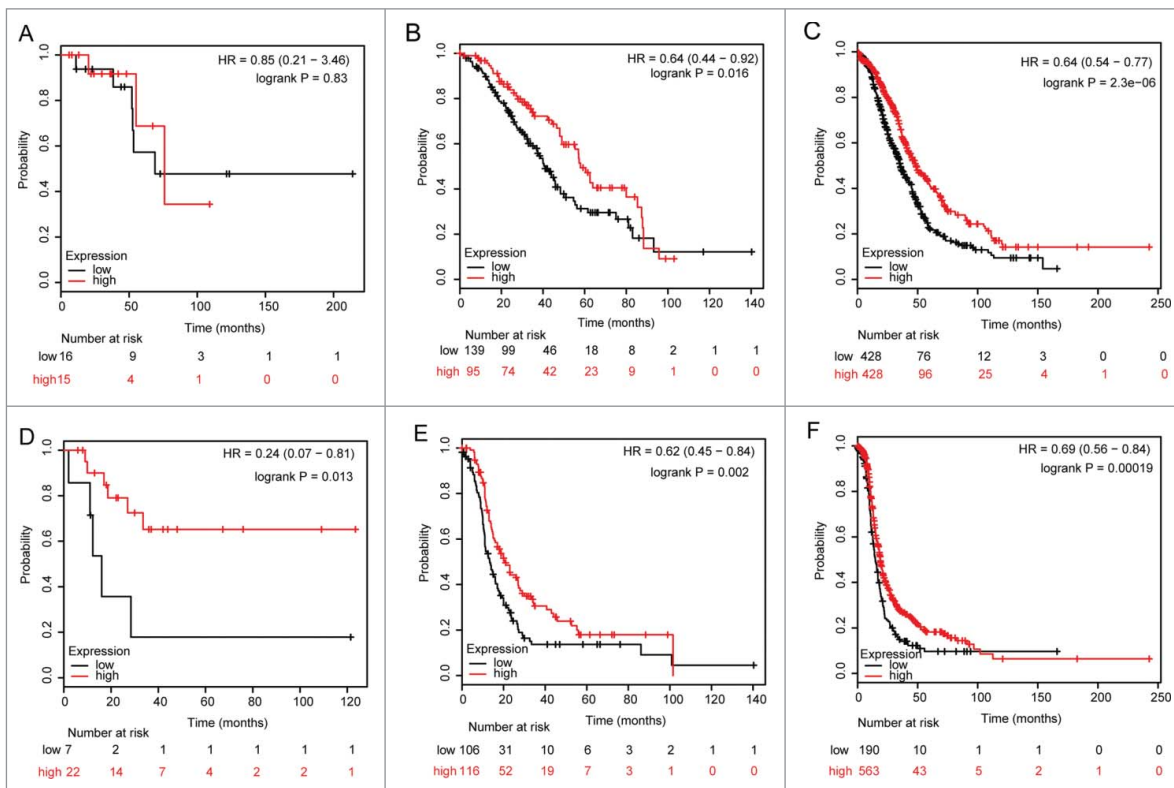 A
HR = 0.85 (0.21 − 3.46)
logrank P = 0.83
Probability
1.0
0.8
0.6
0.4
0.2
0.0
Expression
low
high
0 50 100 150 200
Time (months)
Number at risk
low 16 9 3 1 1
high 15 4 1 0 0
B
HR = 0.64 (0.44 − 0.92)
logrank P = 0.016
Probability
1.0
0.8
0.6
0.4
0.2
0.0
Expression
low
high
0 20 40 60 80 100 120 140
Time (months)
Number at risk
low 139 99 46 18 8 2 1 1
high 95 74 42 23 9 1 0 0
C
HR = 0.64 (0.54 − 0.77)
logrank P = 2.3e−06
Probability
1.0
0.8
0.6
0.4
0.2
0.0
Expression
low
high
0 50 100 150 200 250
Time (months)
Number at risk
low 428 76 12 3 0 0
high 428 96 25 4 1 0
D
HR = 0.24 (0.07 − 0.81)
logrank P = 0.013
Probability
1.0
0.8
0.6
0.4
0.2
0.0
Expression
low
high
0 20 40 60 80 100 120
Time (months)
Number at risk
low 7 2 1 1 1 1 1
high 22 14 7 4 2 2 1
E
HR = 0.62 (0.45 − 0.84)
logrank P = 0.002
Probability
1.0
0.8
0.6
0.4
0.2
0.0
Expression
low
high
0 20 40 60 80 100 120 140
Time (months)
Number at risk
low 106 31 10 6 3 2 1 1
high 116 52 19 7 3 1 0 0
F
HR = 0.69 (0.56 − 0.84)
logrank P = 0.00019
Probability
1.0
0.8
0.6
0.4
0.2
0.0
Expression
low
high
0 50 100 150 200 250
Time (months)
Number at risk
low 190 10 1 1 0 0
high 563 43 5 2 1 0